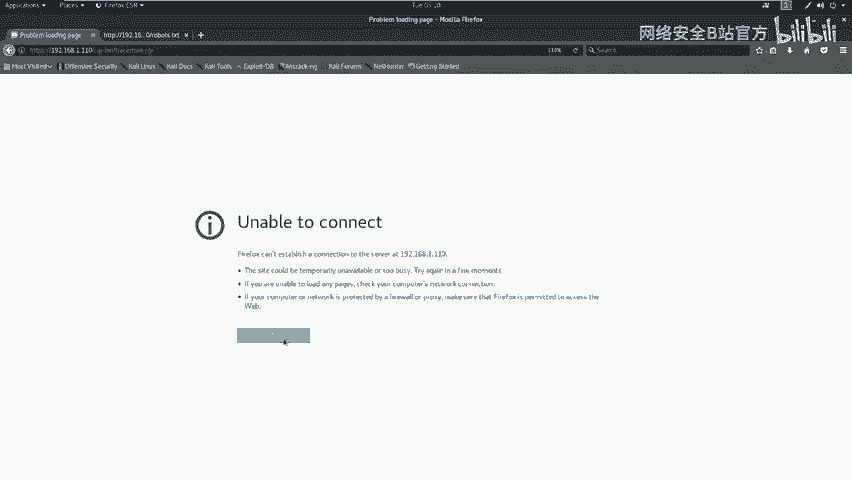 Applications ▾ Places ▾ Firefox ESR ▾
Tue 05:10
Problem loading page - Mozilla Firefox
网络安全B站官方 bilibili
Problem loading page × http://192.16...0/robots.txt × +
https://192.168.1.110/cgi-bin/tracertool.cgi
110%
Search
Most Visited Offensive Security Kali Linux Kali Docs Kali Tools Exploit-DB Aircrack-ng Kali Forums NetHunter Getting Started
Unable to connect
Firefox can't establish a connection to the server at 192.168.1.110.
The site could be temporarily unavailable or too busy. Try again in a few moments.
If you are unable to load any pages, check your computer's network connection.
If your computer or network is protected by a firewall or proxy, make sure that Firefox is permitted to access the
Web.